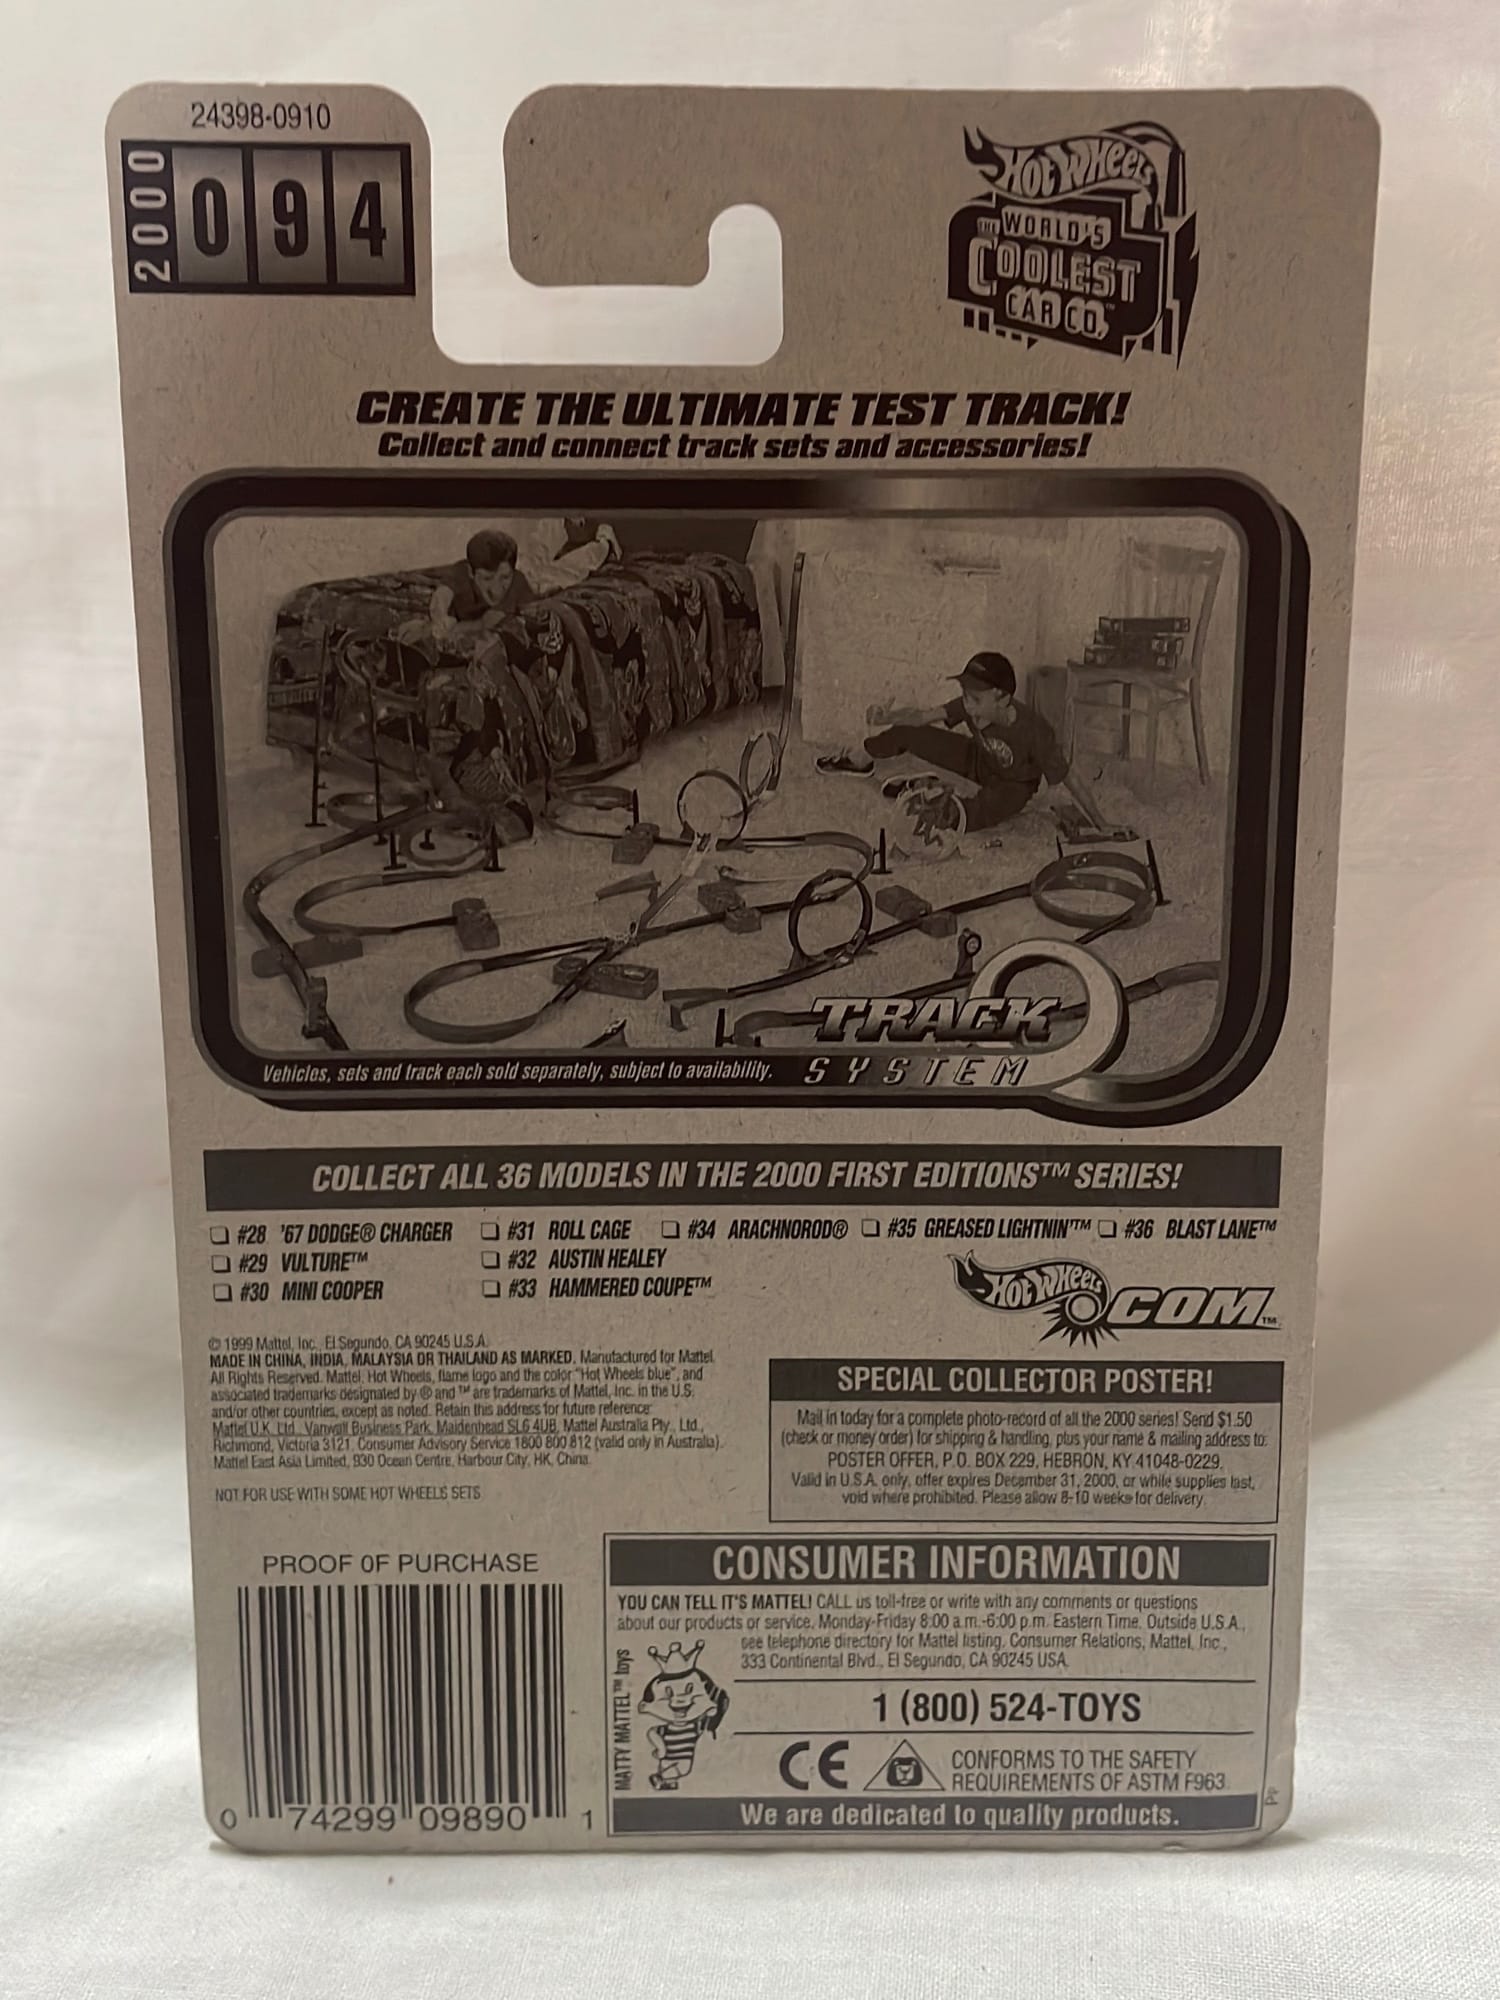 24398-0910
2000
094
HOT WHEELS
THE WORLD'S
COOLEST
CAR CO.™
CREATE THE ULTIMATE TEST TRACK!
Collect and connect track sets and accessories!
TRACK
SYSTEM
Vehicles, sets and track each sold separately, subject to availability.
COLLECT ALL 36 MODELS IN THE 2000 FIRST EDITIONS™ SERIES!
#28 '67 DODGE® CHARGER
#29 VULTURE™
#30 MINI COOPER
#31 ROLL CAGE
#32 AUSTIN HEALEY
#33 HAMMERED COUPE™
#34 ARACHNOROD®
#35 GREASED LIGHTNIN'™
#36 BLAST LANE™
HOT WHEELS
.COM™
© 1999 Mattel, Inc., El Segundo, CA 90245 U.S.A.
MADE IN CHINA, INDIA, MALAYSIA OR THAILAND AS MARKED. Manufactured for Mattel.
All Rights Reserved. Mattel, Hot Wheels, flame logo and the color "Hot Wheels blue", and
associated trademarks designated by ® and ™ are trademarks of Mattel, Inc. in the U.S.
and/or other countries, except as noted. Retain this address for future reference:
Mattel U.K. Ltd., Vanwall Business Park, Maidenhead SL6 4UB. Mattel Australia Pty., Ltd.,
Richmond, Victoria 3121. Consumer Advisory Service 1800 800 812 (valid only in Australia).
Mattel East Asia Limited, 930 Ocean Centre, Harbour City, HK, China.
NOT FOR USE WITH SOME HOT WHEELS SETS
SPECIAL COLLECTOR POSTER!
Mail in today for a complete photo-record of all the 2000 series! Send $1.50
(check or money order) for shipping & handling, plus your name & mailing address to:
POSTER OFFER, P.O. BOX 229, HEBRON, KY 41048-0229.
Valid in U.S.A. only, offer expires December 31, 2000, or while supplies last,
void where prohibited. Please allow 8-10 weeks for delivery.
PROOF OF PURCHASE
0 74299 09890 1
CONSUMER INFORMATION
YOU CAN TELL IT'S MATTEL! CALL us toll-free or write with any comments or questions
about our products or service, Monday-Friday 8:00 a.m.-6:00 p.m. Eastern Time. Outside U.S.A.,
see telephone directory for Mattel listing. Consumer Relations, Mattel, Inc.,
333 Continental Blvd., El Segundo, CA 90245 USA.
MATTY MATTEL™ toys
1 (800) 524-TOYS
CE
CONFORMS TO THE SAFETY
REQUIREMENTS OF ASTM F963.
We are dedicated to quality products.